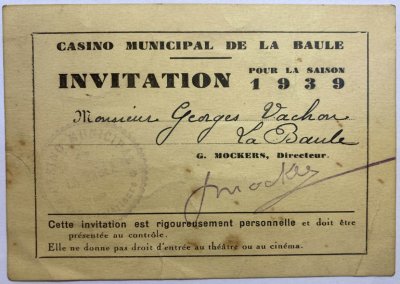 CASINO MUNICIPAL DE LA BAULE
INVITATION POUR LA SAISON 1939
Monsieur Georges Vachon
La Baule
G. MOCKERS, Directeur.
G Mockers
Cette invitation est rigoureusement personnelle et doit être
présentée au contrôle.
Elle ne donne pas droit d'entrée au théâtre ou au cinéma.